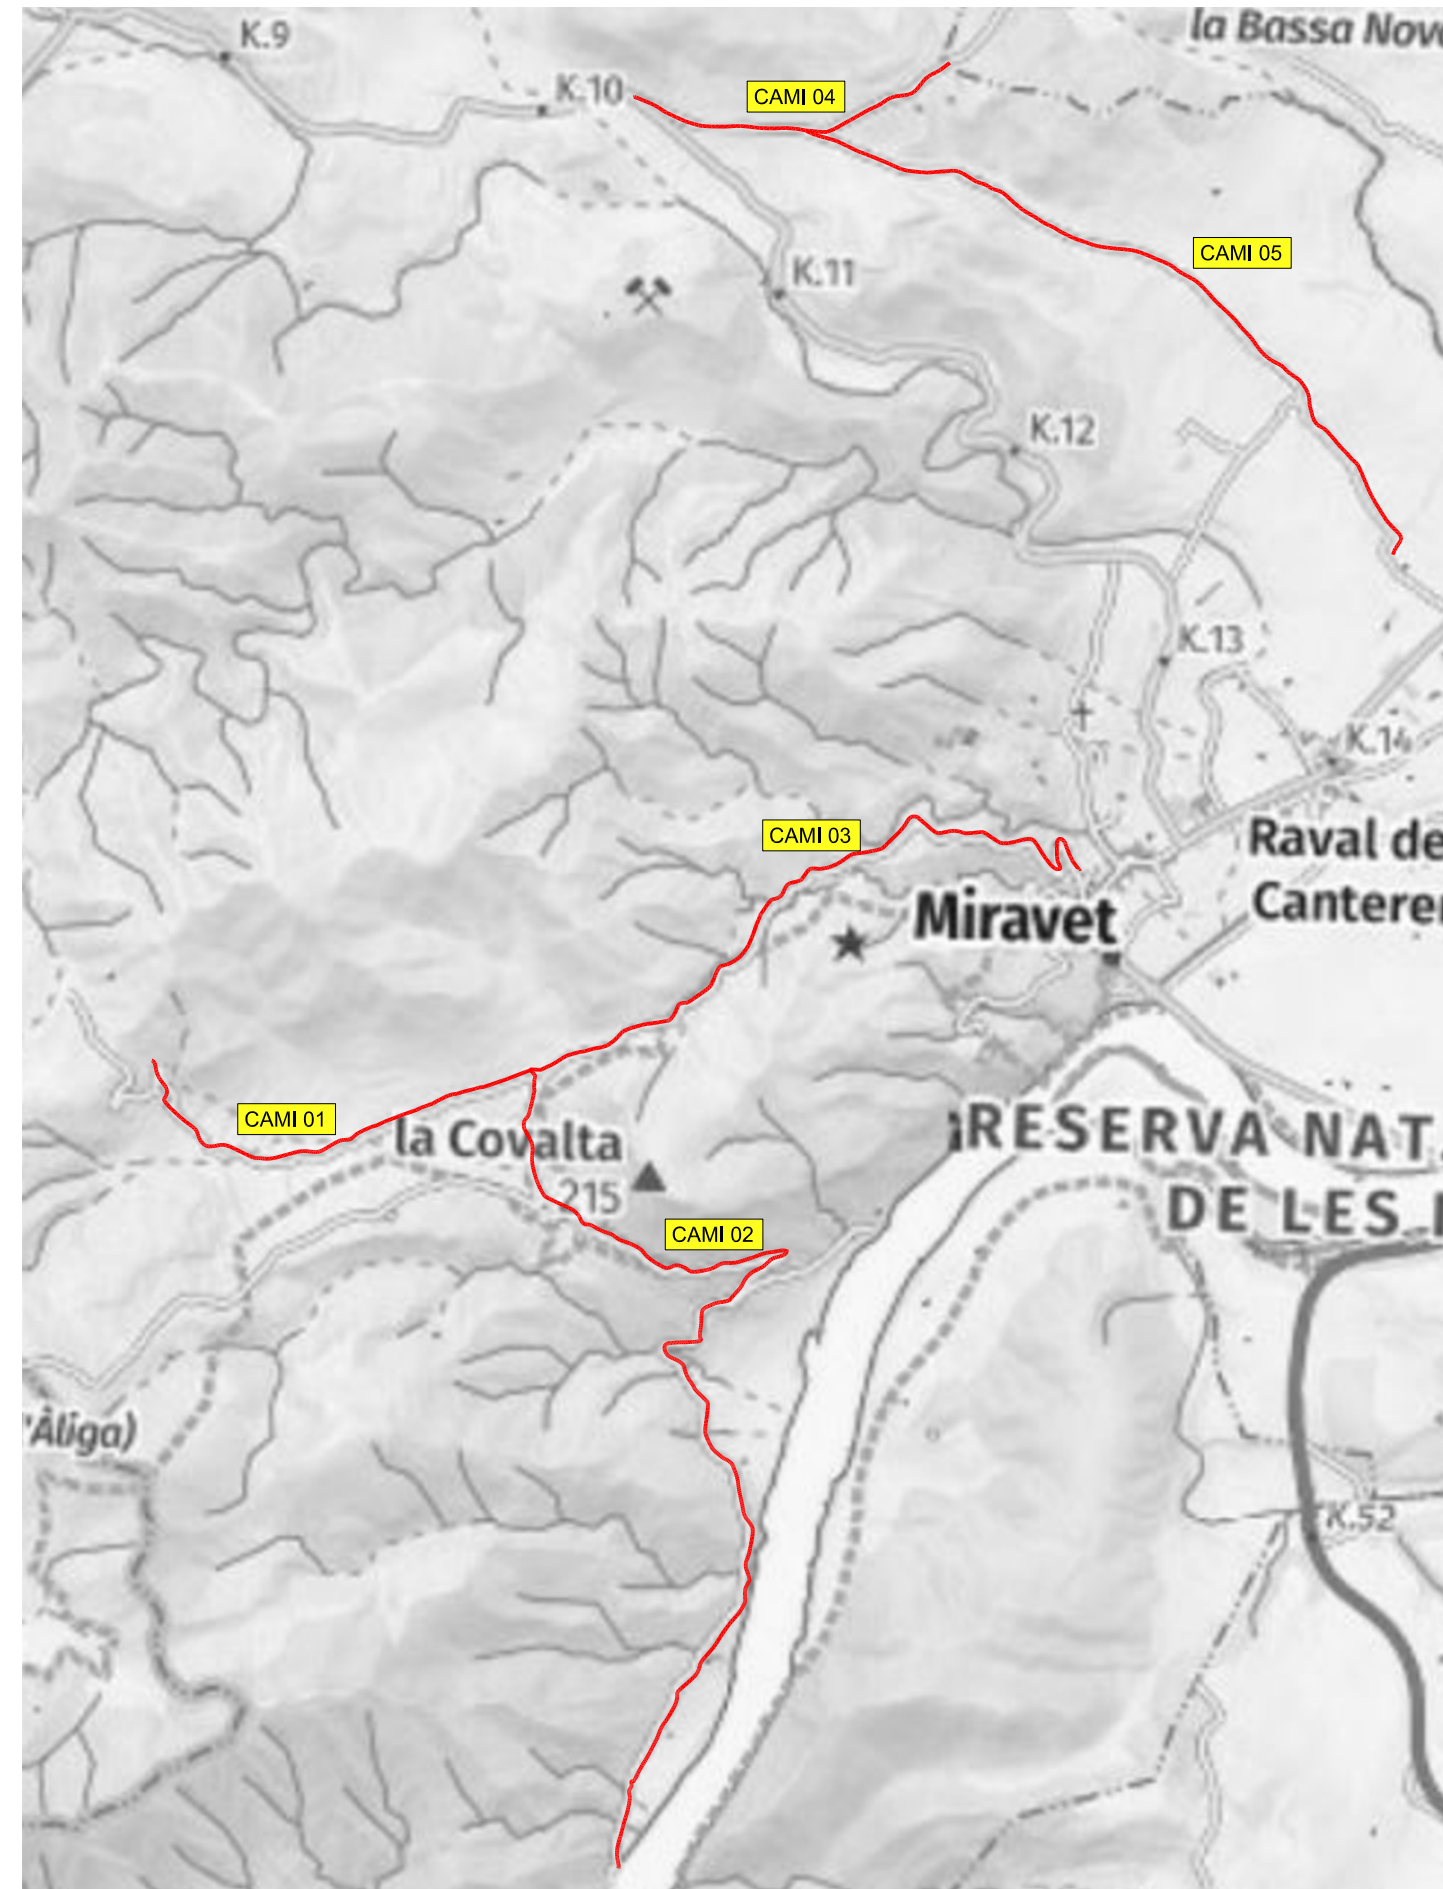 la Bassa Nov
K.9
K.10
CAMI 04
CAMI 05
K.11
K.12
K.13
K.14
CAMI 03
Raval de
Miravet
Cantere
CAMI 01
la Covalta
RESERVA NAT
215
DE LES
CAMI 02
'Àliga)
K.52